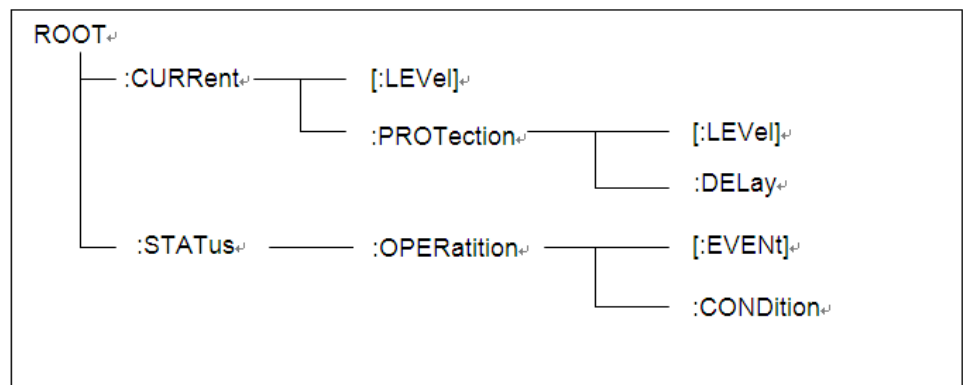 ROOT↵
:CURRent↵ [:LEVel]↵
:PROTection↵ [:LEVel]↵
:DELay↵
:STATus↵ :OPERatition↵ [:EVENt]↵
:CONDition↵